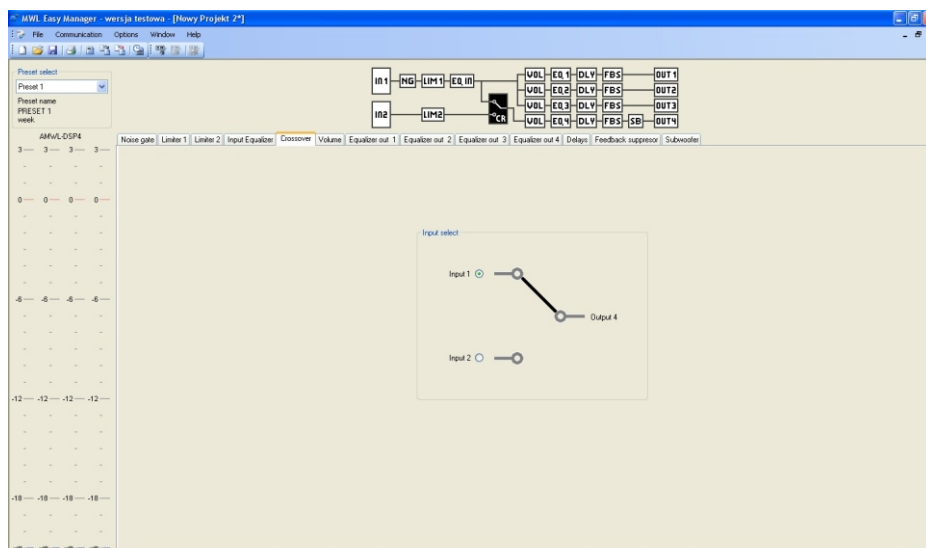 MWL Easy Manager - wersja testowa - [Nowy Projekt 2*]
File Communication Options Window Help
Preset select
Preset 1
Preset name
PRESET 1
week
IN1 NG LIM1 EQ IN VOL EQ1 DLY FBS OUT1
VOL EQ2 DLY FBS OUT2
VOL EQ3 DLY FBS OUT3
IN2 LIM2 CR VOL EQ4 DLY FBS SB OUT4
AMWL-DSP4
Noise gate Limiter 1 Limiter 2 Input Equalizer Crossover Volume Equalizer out 1 Equalizer out 2 Equalizer out 3 Equalizer out 4 Delays Feedback suppresor Subwoofer
3 3 3 3
0 0 0 0
Input select
Input 1
-6 -6 -6 -6
Output 4
Input 2
-12 -12 -12 -12
-18 -18 -18 -18